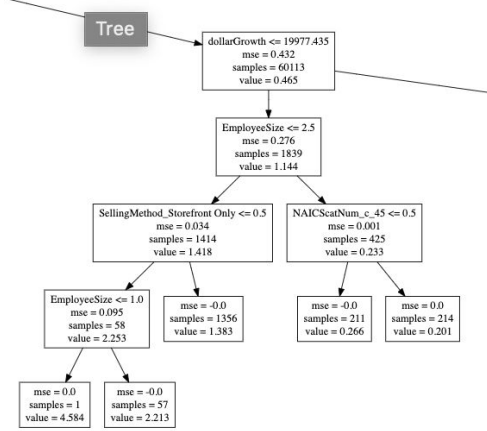 Tree
dollarGrowth <= 19977.435
mse = 0.432
samples = 60113
value = 0.465
EmployeeSize <= 2.5
mse = 0.276
samples = 1839
value = 1.144
SellingMethod_Storefront Only <= 0.5
mse = 0.034
samples = 1414
value = 1.418
NAICScatNum_c_45 <= 0.5
mse = 0.001
samples = 425
value = 0.233
EmployeeSize <= 1.0
mse = 0.095
samples = 58
value = 2.253
mse = -0.0
samples = 1356
value = 1.383
mse = -0.0
samples = 211
value = 0.266
mse = 0.0
samples = 214
value = 0.201
mse = 0.0
samples = 1
value = 4.584
mse = -0.0
samples = 57
value = 2.213